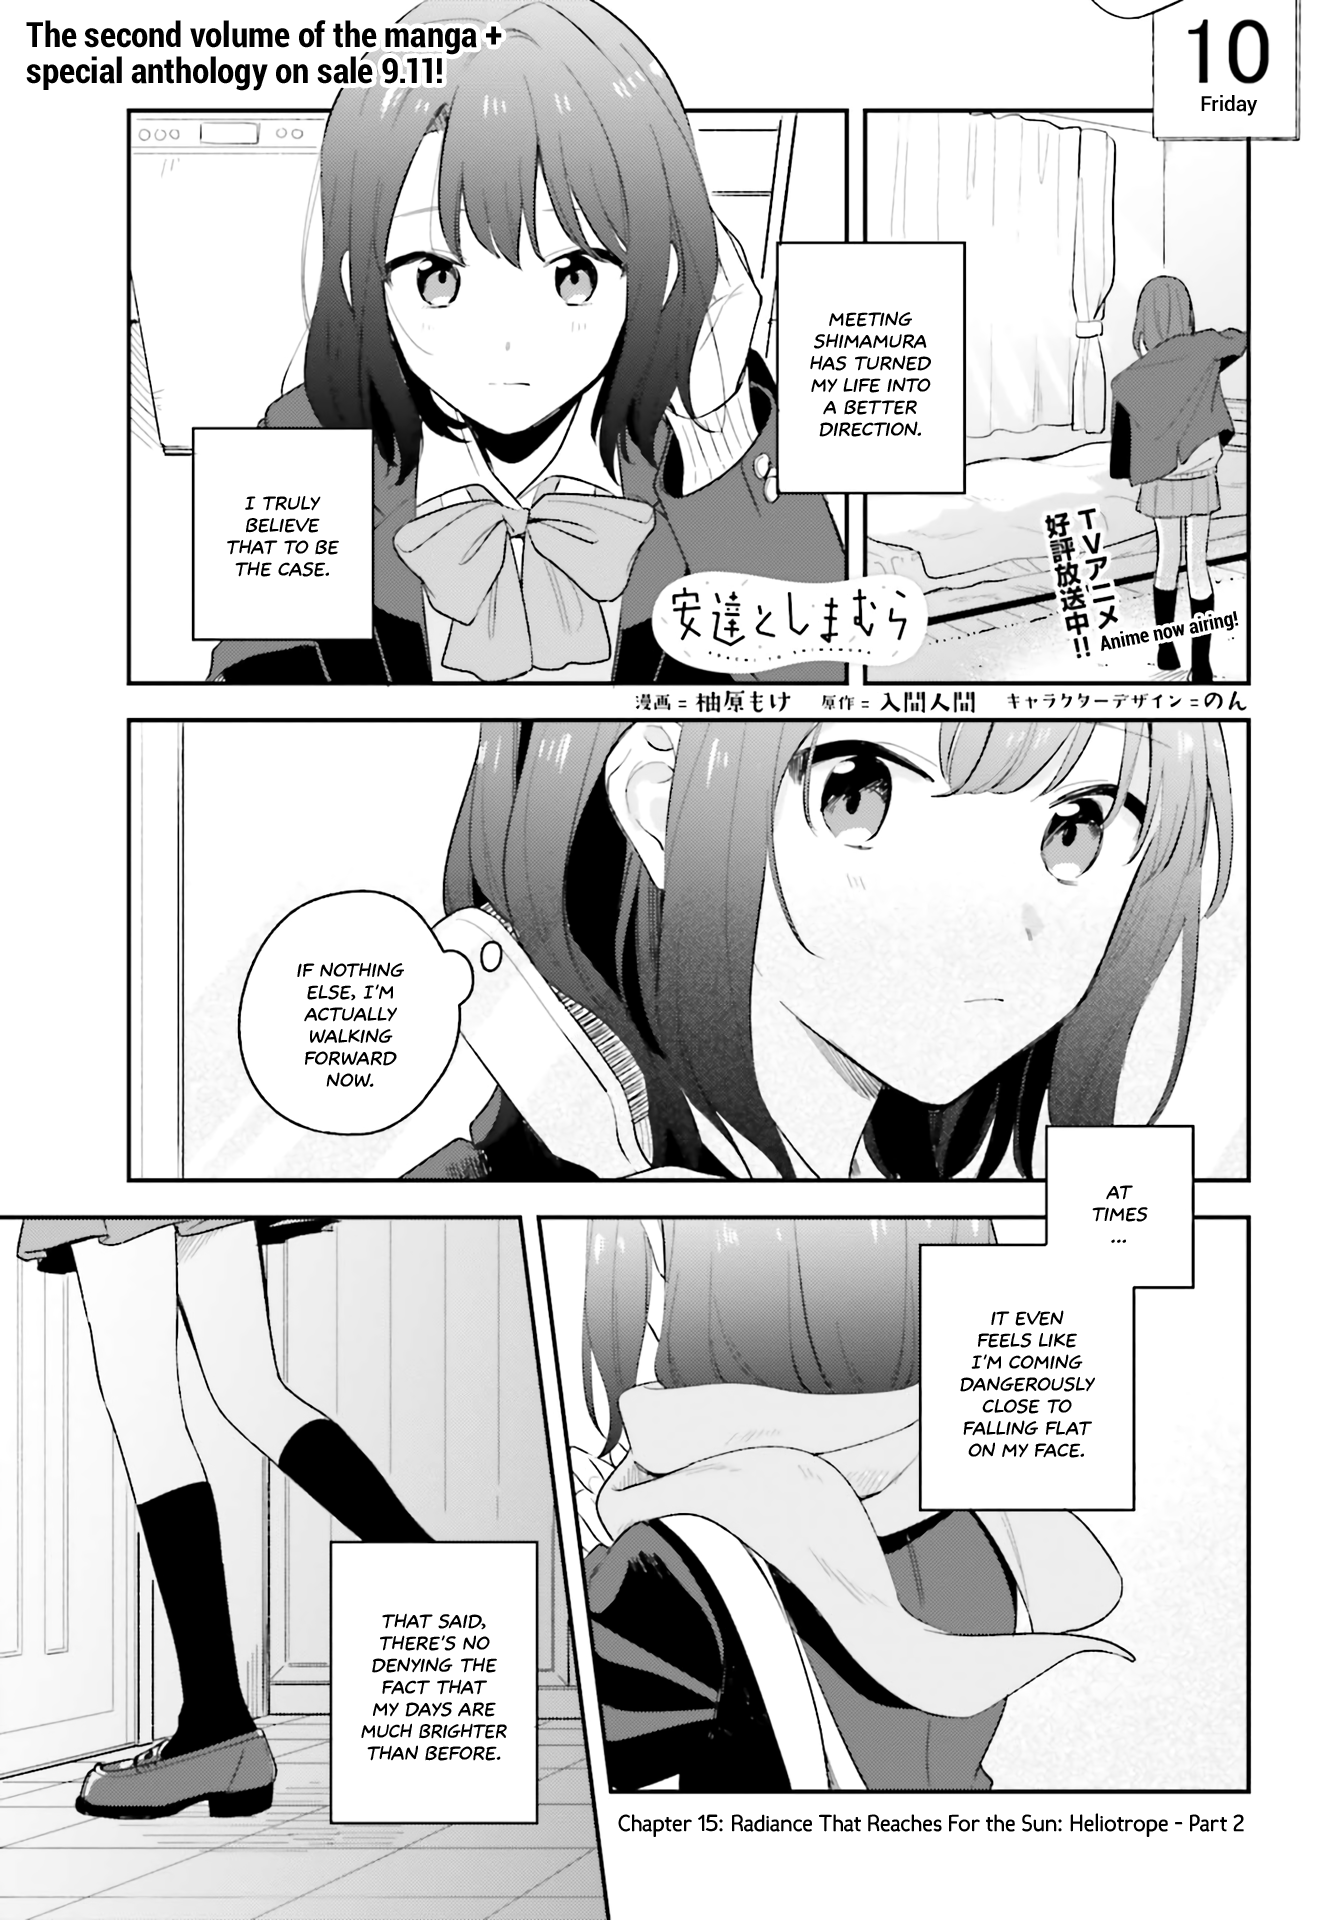 The second volume of the manga +
special anthology on sale 9.11!
10
Friday
MEETING
SHIMAMURA
HAS TURNED
MY LIFE INTO
A BETTER
DIRECTION.
I TRULY
BELIEVE
THAT TO BE
THE CASE.
TVアニメ
好評放送中!!
Anime now airing!
安達としまむら
漫画=柚原もけ 原作=入間人間 キャラクターデザイン=のん
IF NOTHING
ELSE, I'M
ACTUALLY
WALKING
FORWARD
NOW.
AT
TIMES
...
IT EVEN
FEELS LIKE
I'M COMING
DANGEROUSLY
CLOSE TO
FALLING FLAT
ON MY FACE.
THAT SAID,
THERE'S NO
DENYING THE
FACT THAT
MY DAYS ARE
MUCH BRIGHTER
THAN BEFORE.
Chapter 15: Radiance That Reaches For the Sun: Heliotrope - Part 2